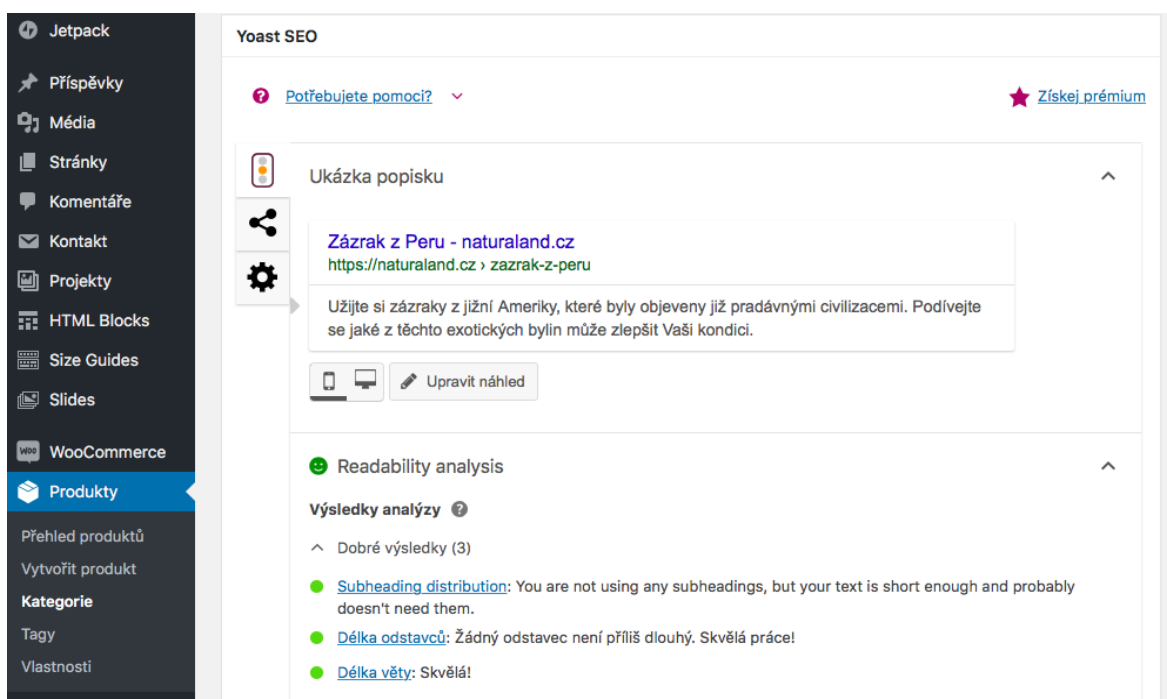 Jetpack
Příspěvky
Média
Stránky
Komentáře
Kontakt
Projekty
HTML Blocks
Size Guides
Slides
WooCommerce
Produkty
Přehled produktů
Vytvořit produkt
Kategorie
Tagy
Vlastnosti
Yoast SEO
Potřebujete pomoci?
Získej prémium
Ukázka popisku
Zázrak z Peru - naturaland.cz
https://naturaland.cz › zazrak-z-peru
Užijte si zázraky z jižní Ameriky, které byly objeveny již pradávnými civilizacemi. Podívejte
se jaké z těchto exotických bylin může zlepšit Vaši kondici.
Upravit náhled
Readability analysis
Výsledky analýzy
Dobré výsledky (3)
Subheading distribution: You are not using any subheadings, but your text is short enough and probably
doesn't need them.
Délka odstavců: Žádný odstavec není příliš dlouhý. Skvělá práce!
Délka věty: Skvělá!